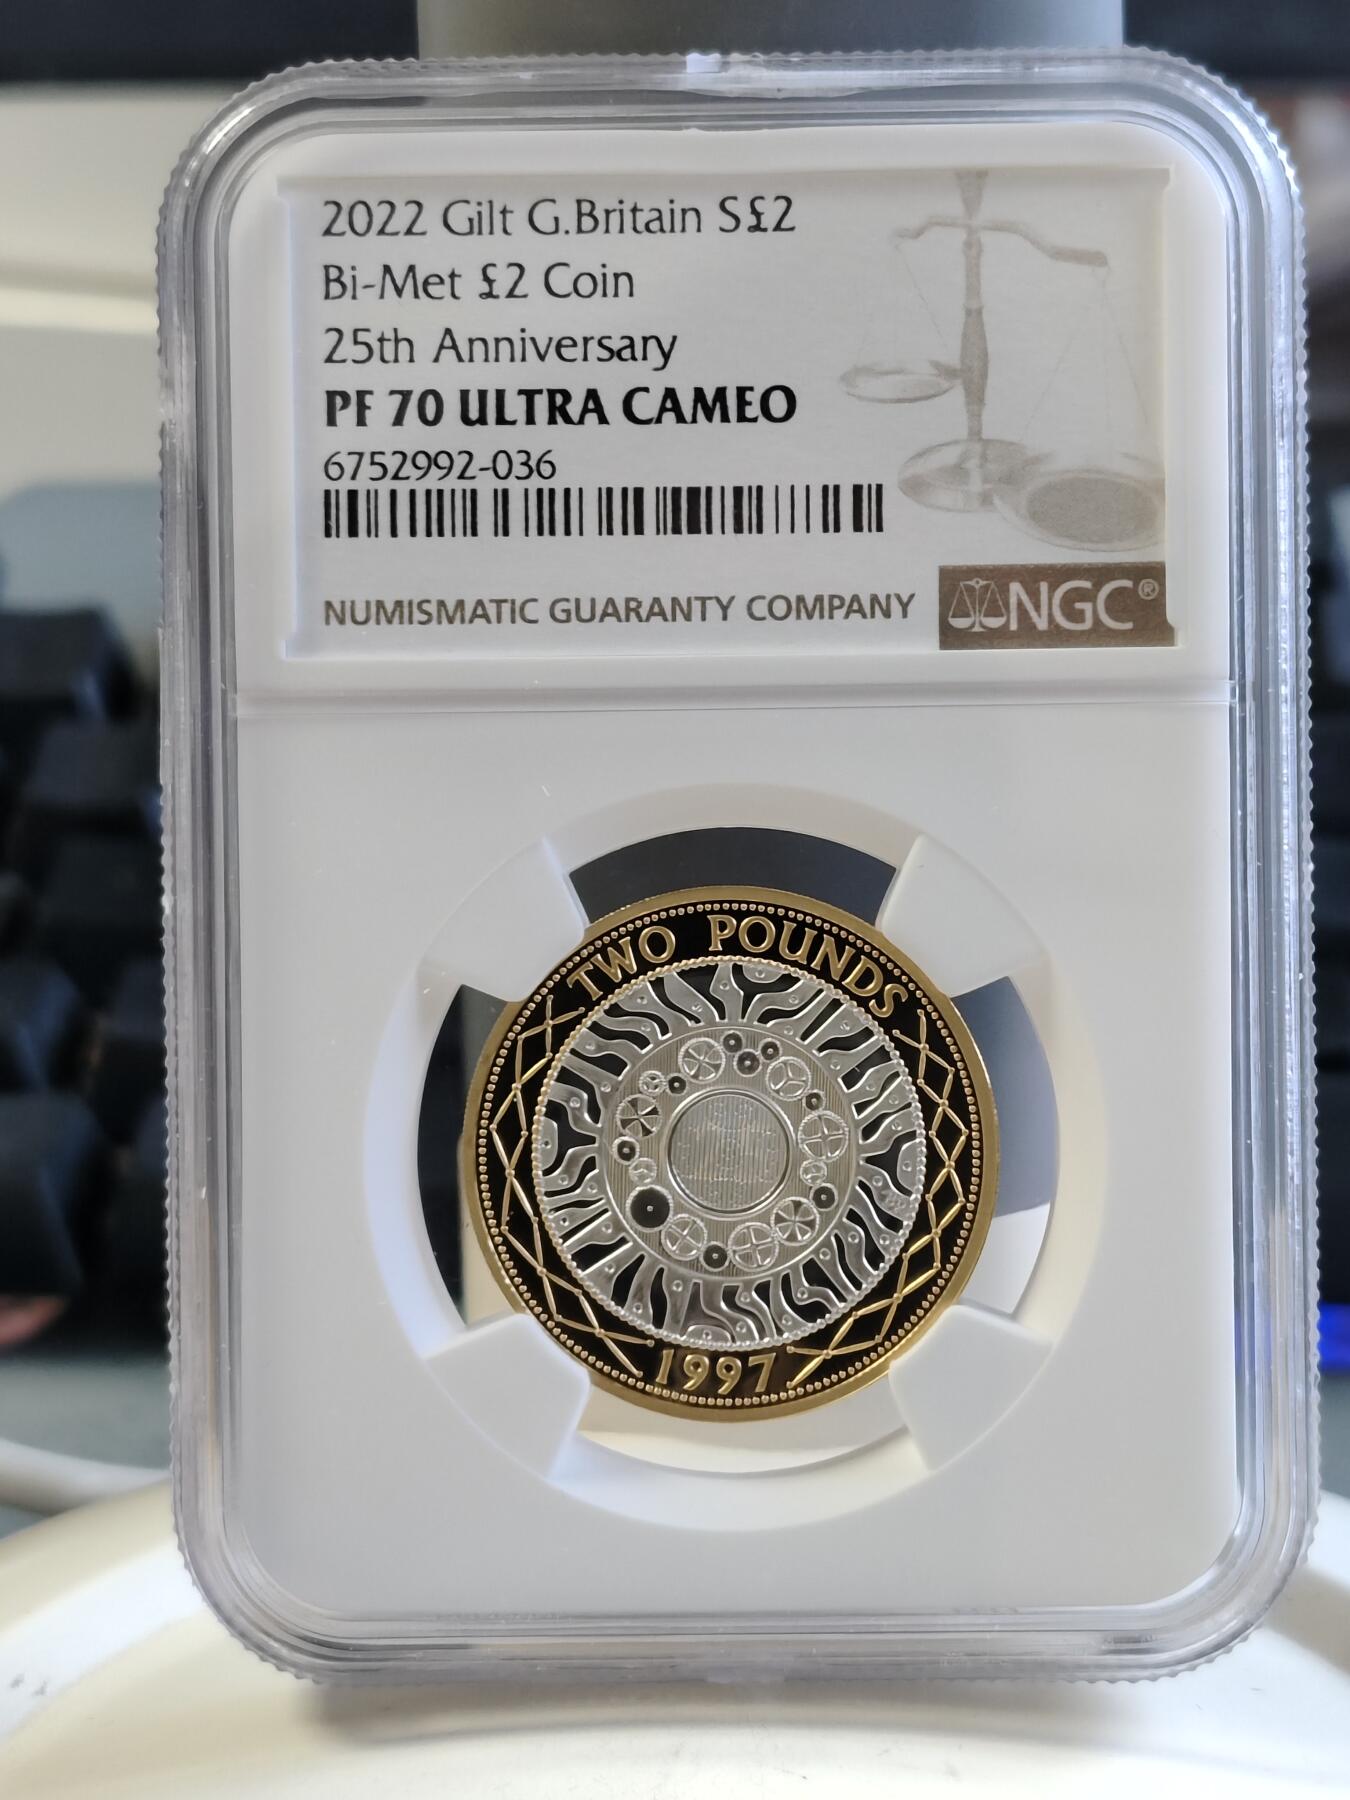 2022 Gilt G.Britain S£2
Bi-Met £2 Coin
25th Anniversary
PF 70 ULTRA CAMEO
6752992-036
NUMISMATIC GUARANTY COMPANY
NGC®
TWO POUNDS
1997